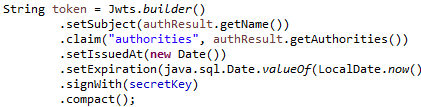 String token = Jwts.builder()
.setSubject(authResult.getName())
.claim("authorities", authResult.getAuthorities())
.setIssuedAt(new Date())
.setExpiration(java.sql.Date.valueOf(LocalDate.now()
.signWith(secretKey)
.compact();